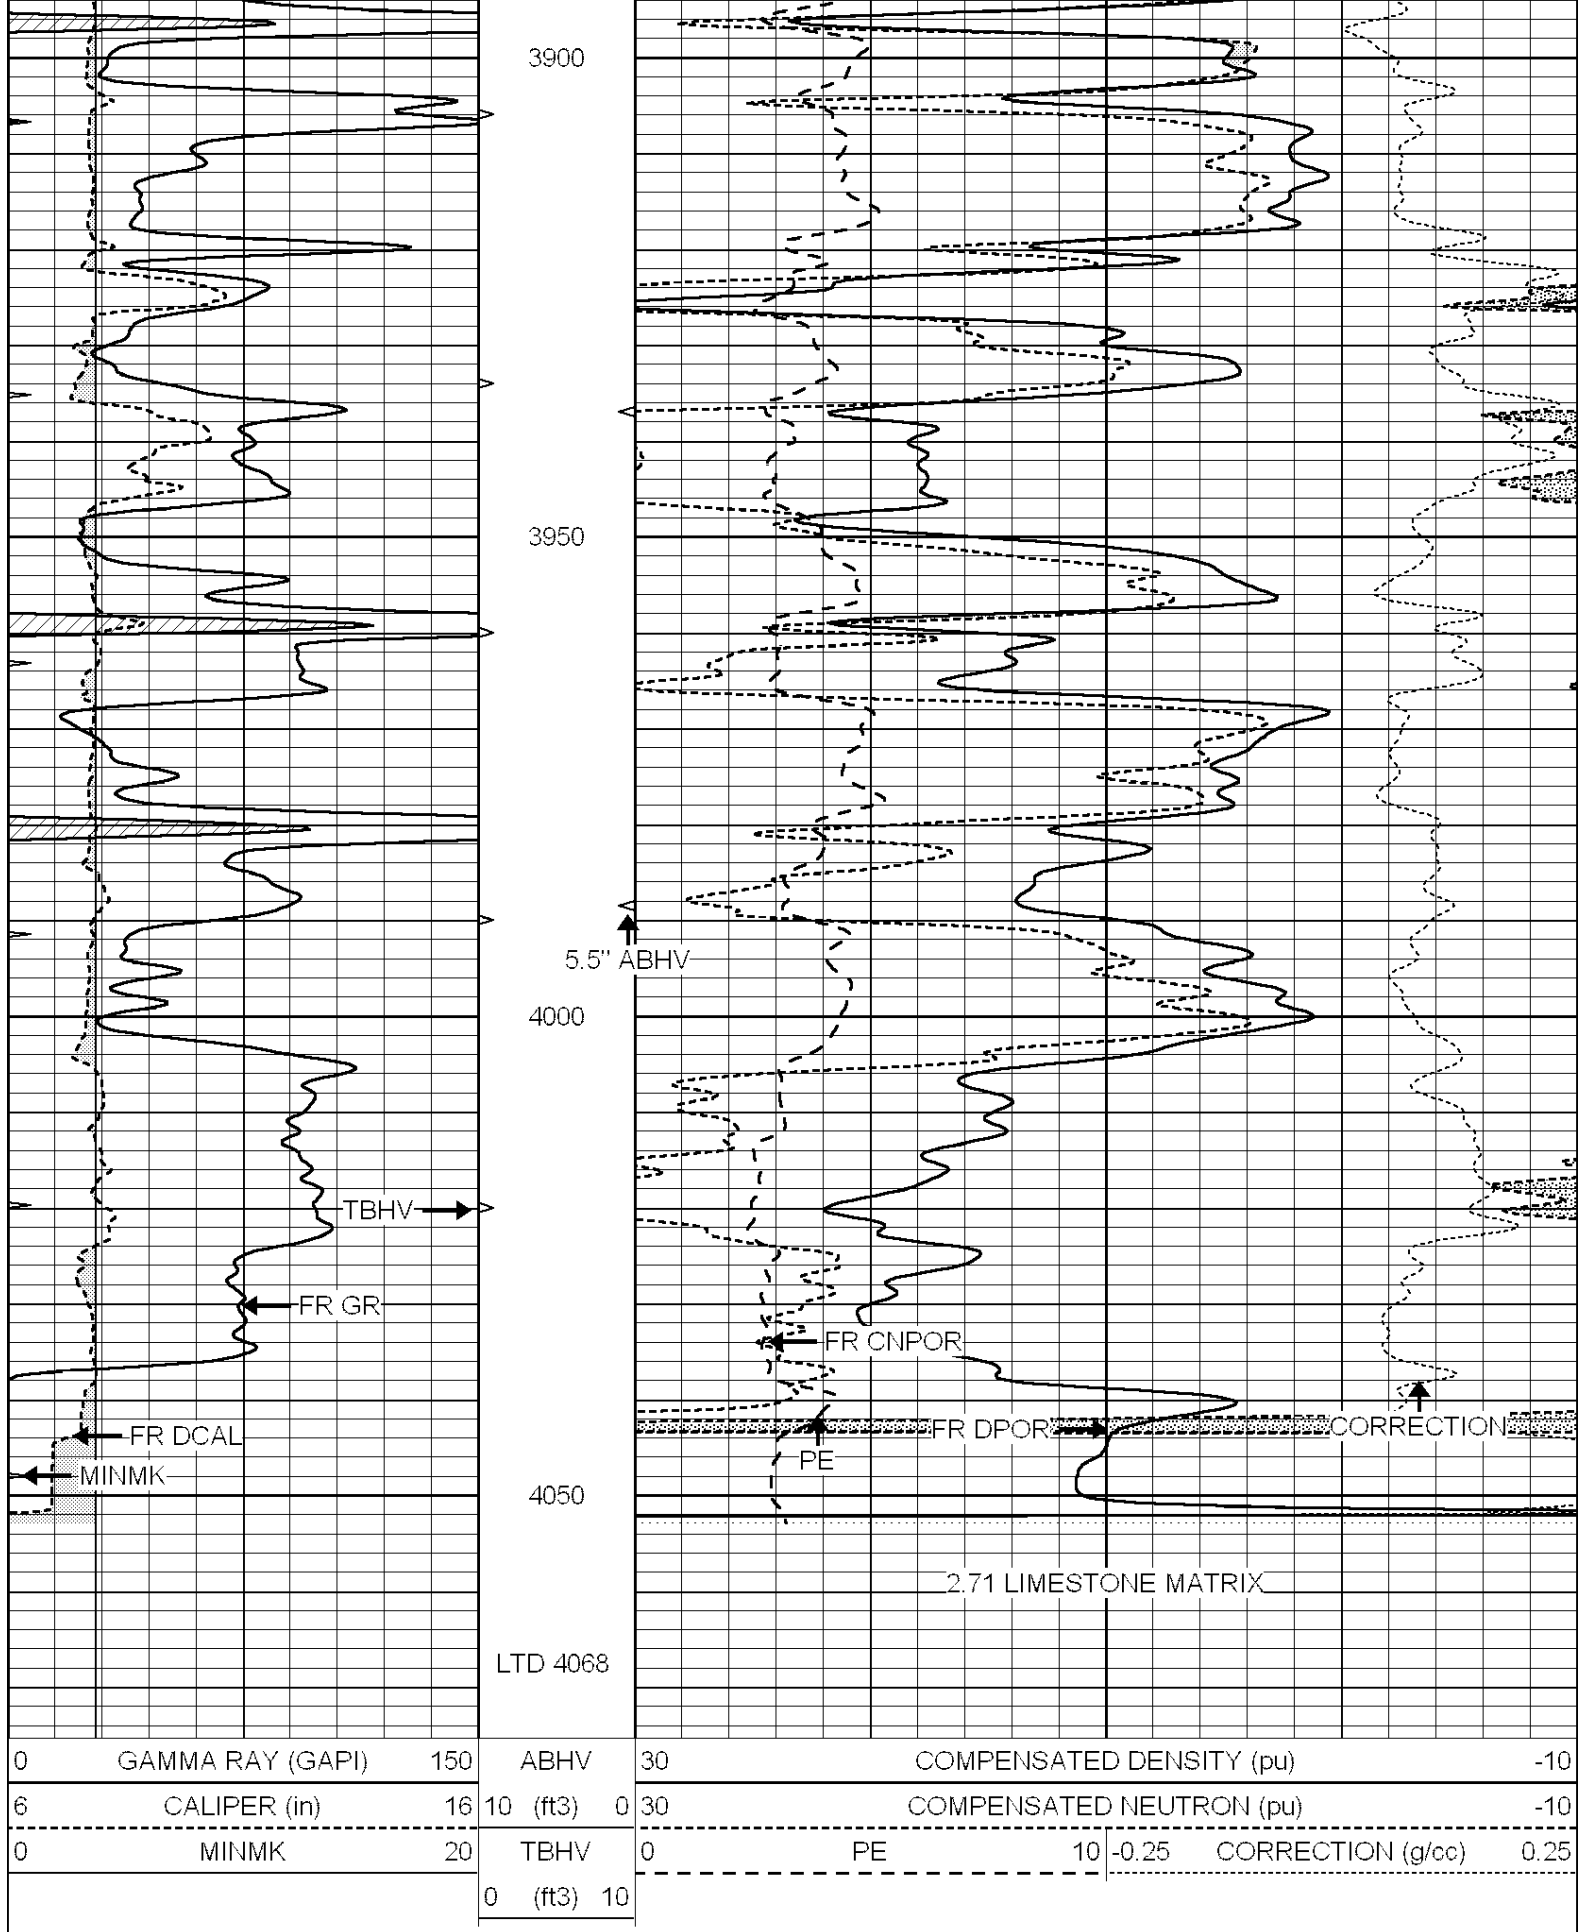 3900
3950
5.5" ABHV
4000
TBHV
FR GR
FR CNPOR
FR DPOR
CORRECTION
FR DCAL
PE
MINMK
4050
2.71 LIMESTONE MATRIX
LTD 4068
0 GAMMA RAY (GAPI) 150 ABHV 30 COMPENSATED DENSITY (pu) -10
6 CALIPER (in) 16 10 (ft3) 0 30 COMPENSATED NEUTRON (pu) -10
0 MINMK 20 TBHV 0 PE 10 -0.25 CORRECTION (g/cc) 0.25
0 (ft3) 10